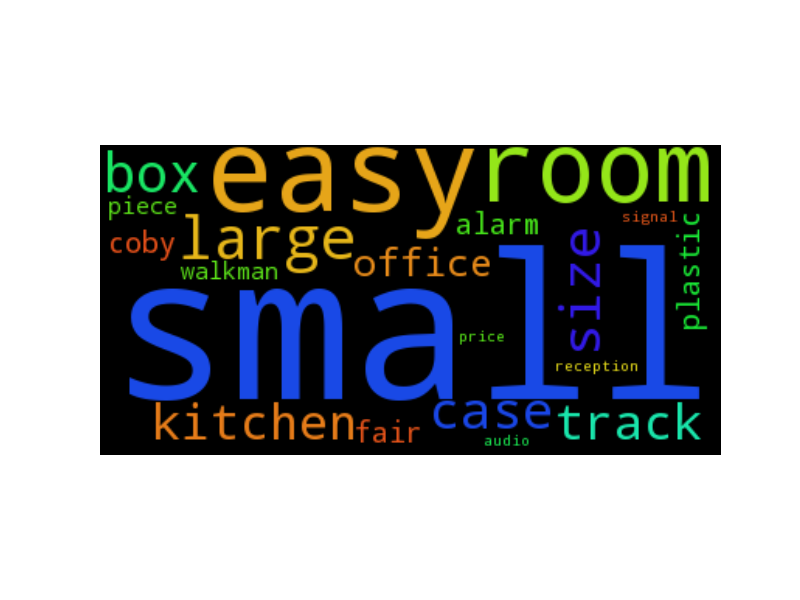 box easy room
piece
coby large alarm signal
walkman office size plastic
small
price
reception
kitchen fair case track
audio